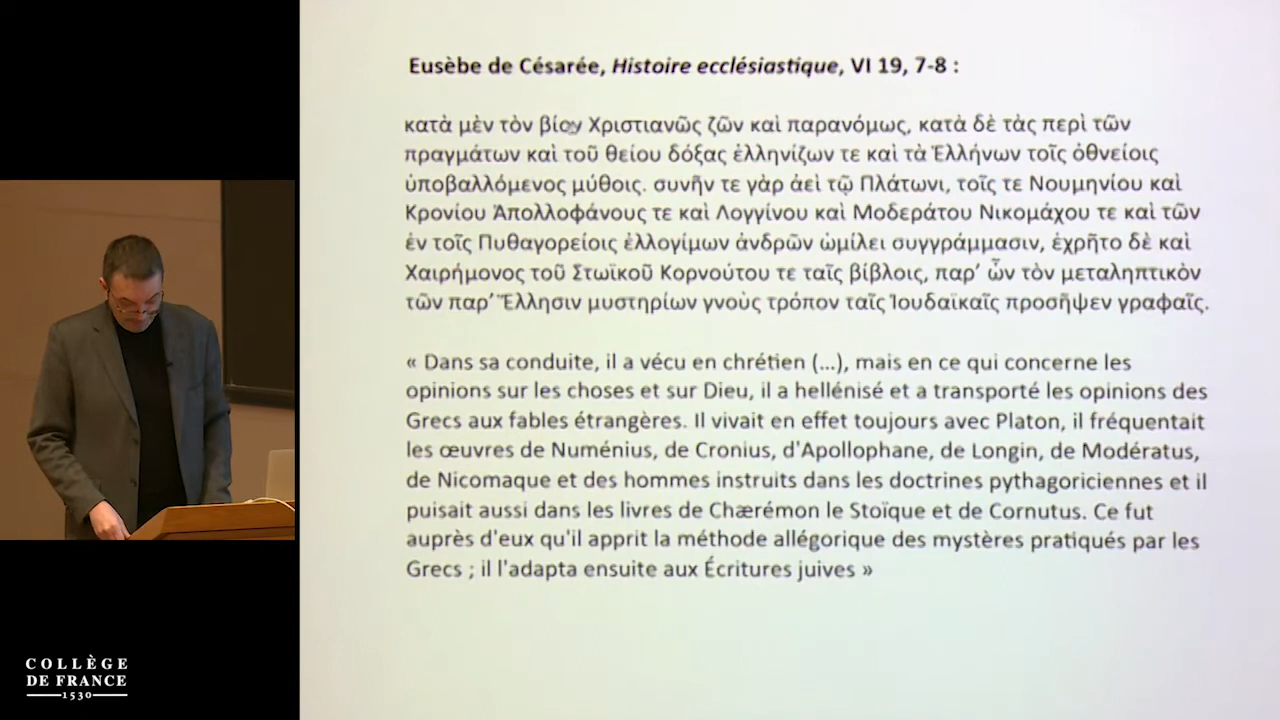 Eusèbe de Césarée, Histoire ecclésiastique, VI 19, 7-8 :
κατὰ μὲν τὸν βίον Χριστιανῶς ζῶν καὶ παρανόμως, κατὰ δὲ τὰς περὶ τῶν
πραγμάτων καὶ τοῦ θείου δόξας ἑλληνίζων τε καὶ τὰ Ἑλλήνων τοῖς ὀθνείοις
ὑποβαλλόμενος μύθοις. συνῆν τε γὰρ ἀεὶ τῷ Πλάτωνι, τοῖς τε Νουμηνίου καὶ
Κρονίου Ἀπολλοφάνους τε καὶ Λογγίνου καὶ Μοδεράτου Νικομάχου τε καὶ τῶν
ἐν τοῖς Πυθαγορείοις ἐλλογίμων ἀνδρῶν ὡμίλει συγγράμμασιν, ἐχρῆτο δὲ καὶ
Χαιρήμονος τοῦ Στωϊκοῦ Κορνούτου τε ταῖς βίβλοις, παρ’ ὧν τὸν μεταληπτικὸν
τῶν παρ’ Ἕλλησιν μυστηρίων γνοὺς τρόπον ταῖς Ἰουδαϊκαῖς προσῆψεν γραφαῖς.
« Dans sa conduite, il a vécu en chrétien (...), mais en ce qui concerne les
opinions sur les choses et sur Dieu, il a hellénisé et a transporté les opinions des
Grecs aux fables étrangères. Il vivait en effet toujours avec Platon, il fréquentait
les œuvres de Numénius, de Cronius, d'Apollophane, de Longin, de Modératus,
de Nicomaque et des hommes instruits dans les doctrines pythagoriciennes et il
puisait aussi dans les livres de Chærémon le Stoïque et de Cornutus. Ce fut
auprès d'eux qu'il apprit la méthode allégorique des mystères pratiqués par les
Grecs ; il l'adapta ensuite aux Écritures juives »
COLLÈGE
DE FRANCE
1530